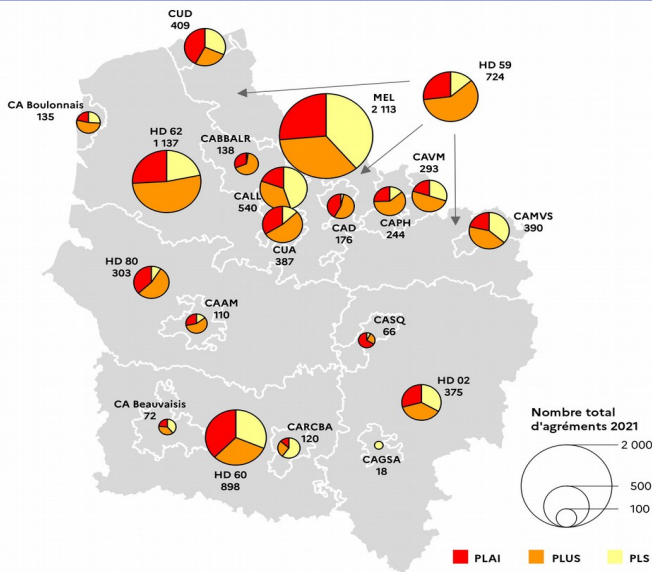 CUD
409
HD 59
724
CA Boulonnais
135
MEL
2 113
HD 62
1 137
CABBALR
138
CAVM
293
CALL
540
CAD
176
CAPH
244
CAMVS
390
CUA
387
HD 80
303
CAAM
110
CASQ
66
HD 02
375
CA Beauvaisis
72
CARCBA
120
HD 60
898
CAGSA
18
Nombre total
d'agréments 2021
2 000
500
100
PLAI PLUS PLS